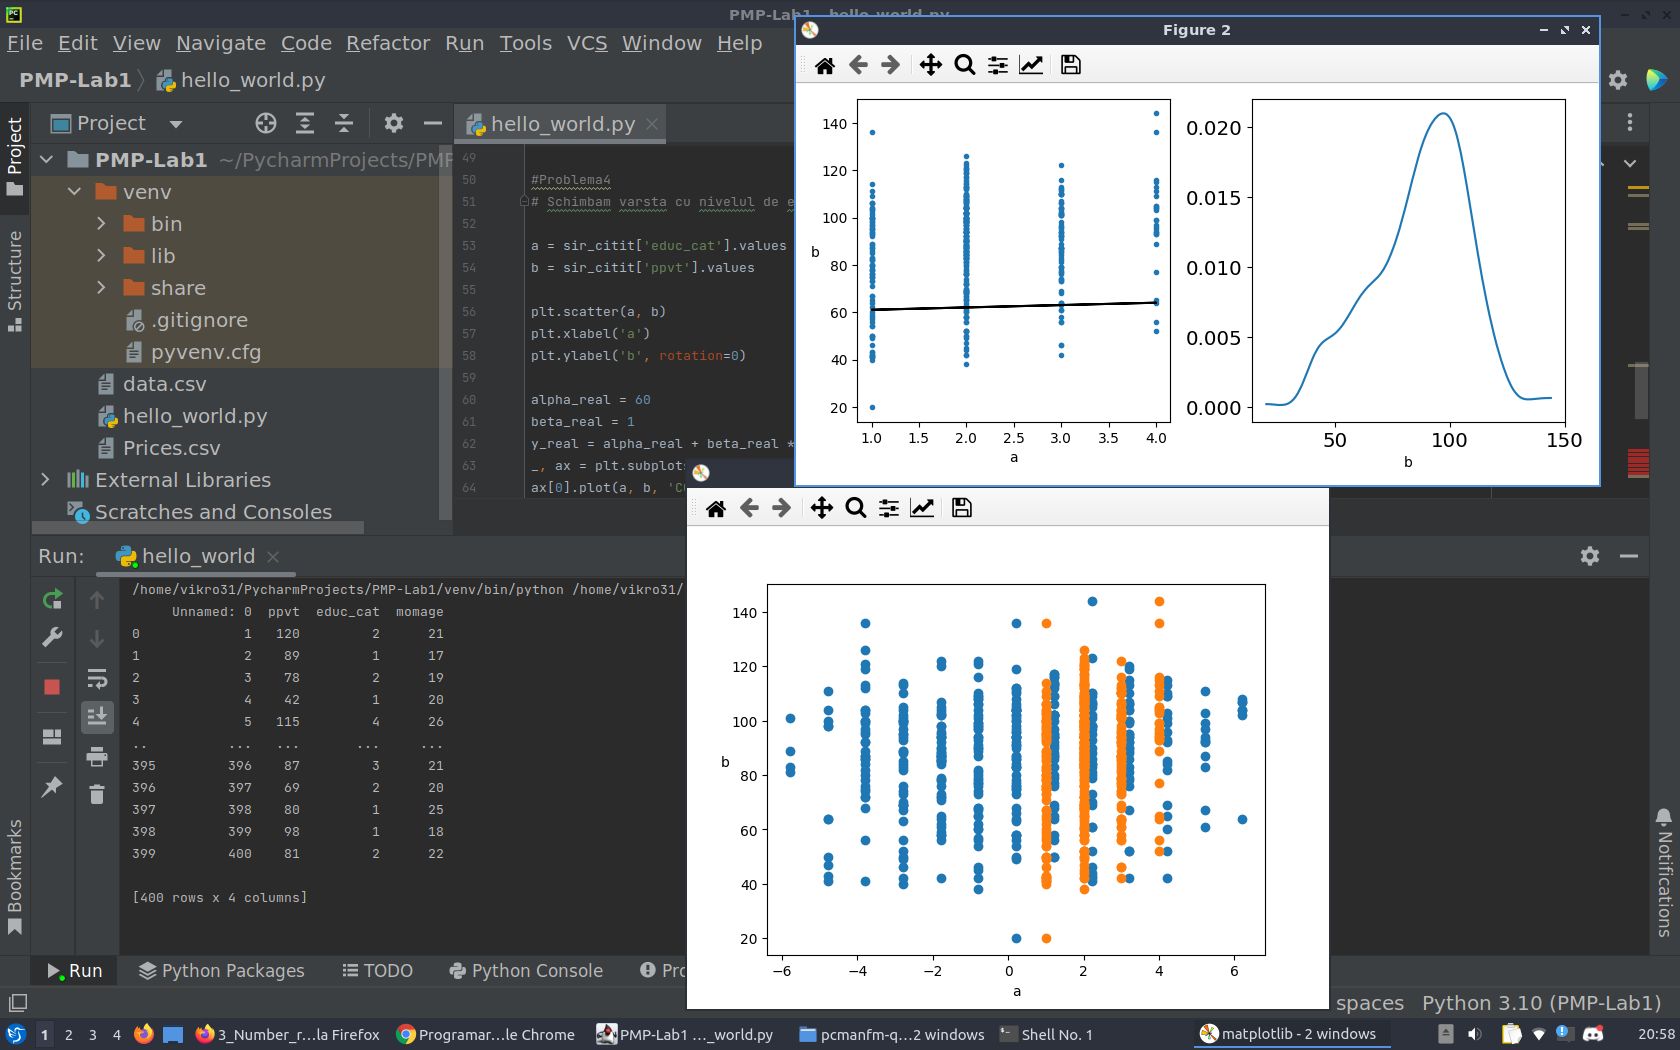 PMP-Lab1 – hello_world.py
File Edit View Navigate Code Refactor Run Tools VCS Window Help
PMP-Lab1 hello_world.py
Project
hello_world.py
PMP-Lab1 ~/PycharmProjects/PMP
venv
bin
lib
share
.gitignore
pyvenv.cfg
data.csv
hello_world.py
Prices.csv
External Libraries
Scratches and Consoles
Project
Structure
Bookmarks
Notifications
49
50 #Problema4
51 # Schimbam varsta cu nivelul de e
52
53 a = sir_citit['educ_cat'].values
54 b = sir_citit['ppvt'].values
55
56 plt.scatter(a, b)
57 plt.xlabel('a')
58 plt.ylabel('b', rotation=0)
59
60 alpha_real = 60
61 beta_real = 1
62 y_real = alpha_real + beta_real *
63 _, ax = plt.subplots
64 ax[0].plot(a, b, 'C
Figure 2
140
120
100
80
60
40
20
b
1.0 1.5 2.0 2.5 3.0 3.5 4.0
a
0.020
0.015
0.010
0.005
0.000
50 100 150
b
140
120
100
80
60
40
20
b
−6 −4 −2 0 2 4 6
a
Run: hello_world
/home/vikro31/PycharmProjects/PMP-Lab1/venv/bin/python /home/vikro31/
Unnamed: 0 ppvt educ_cat momage
0 1 120 2 21
1 2 89 1 17
2 3 78 2 19
3 4 42 1 20
4 5 115 4 26
.. ... ... ... ...
395 396 87 3 21
396 397 69 2 20
397 398 80 1 25
398 399 98 1 18
399 400 81 2 22
[400 rows x 4 columns]
Run Python Packages TODO Python Console Pro
spaces Python 3.10 (PMP-Lab1)
1 2 3 4 3_Number_r...la Firefox Programar...le Chrome PMP-Lab1 ..._world.py pcmanfm-q...2 windows Shell No. 1 matplotlib - 2 windows 20:58